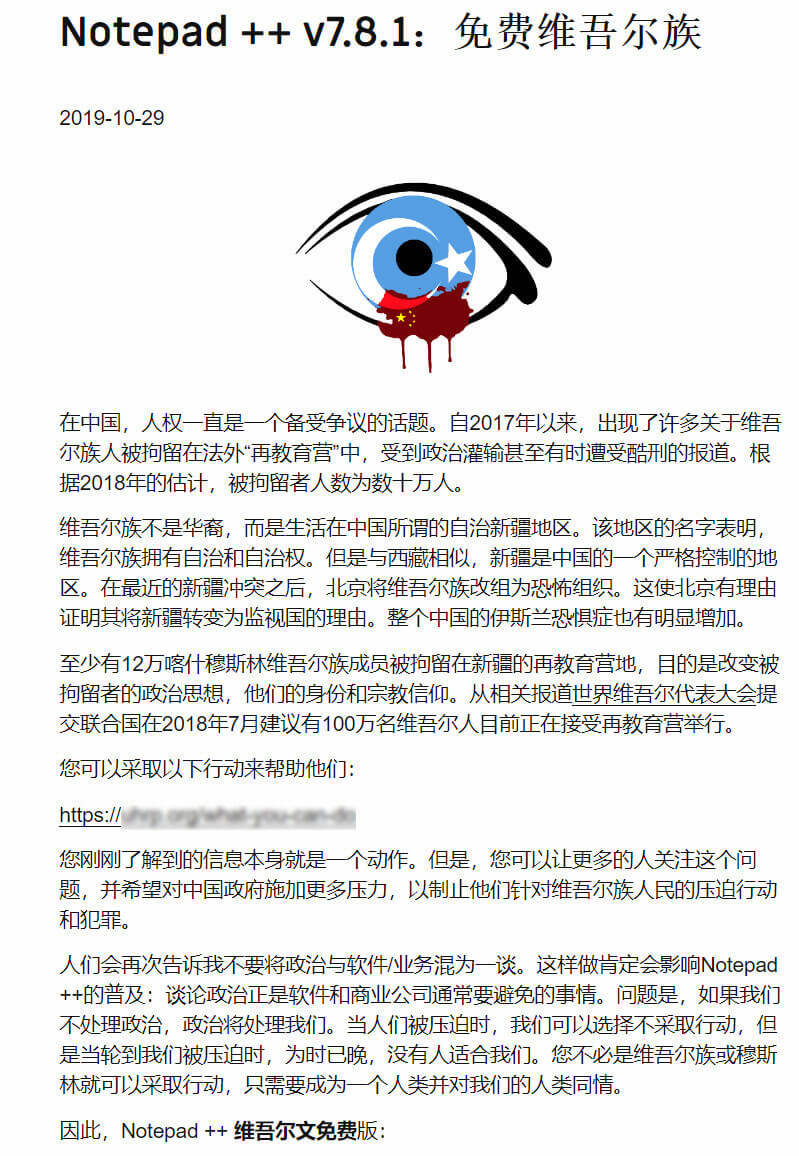 Notepad ++ v7.8.1：免费维吾尔族
2019-10-29
在中国，人权一直是一个备受争议的话题。自2017年以来，出现了许多关于维吾
尔族人被拘留在法外“再教育营”中，受到政治灌输甚至有时遭受酷刑的报道。根
据2018年的估计，被拘留者人数为数十万人。
维吾尔族不是华裔，而是生活在中国所谓的自治新疆地区。该地区的名字表明，
维吾尔族拥有自治和自治权。但是与西藏相似，新疆是中国的一个严格控制的地
区。在最近的新疆冲突之后，北京将维吾尔族改组为恐怖组织。这使北京有理由
证明其将新疆转变为监视国的理由。整个中国的伊斯兰恐惧症也有明显增加。
至少有12万喀什穆斯林维吾尔族成员被拘留在新疆的再教育营地，目的是改变被
拘留者的政治思想，他们的身份和宗教信仰。从相关报道世界维吾尔代表大会提
交联合国在2018年7月建议有100万名维吾尔人目前正在接受再教育营举行。
您可以采取以下行动来帮助他们：
https://
您刚刚了解到的信息本身就是一个动作。但是，您可以让更多的人关注这个问
题，并希望对中国政府施加更多压力，以制止他们针对维吾尔族人民的压迫行动
和犯罪。
人们会再次告诉我不要将政治与软件/业务混为一谈。这样做肯定会影响Notepad
++的普及：谈论政治正是软件和商业公司通常要避免的事情。问题是，如果我们
不处理政治，政治将处理我们。当人们被压迫时，我们可以选择不采取行动，但
是当轮到我们被压迫时，为时已晚，没有人适合我们。您不必是维吾尔族或穆斯
林就可以采取行动，只需要成为一个人类并对我们的人类同情。
因此，Notepad ++ 维吾尔文免费版：